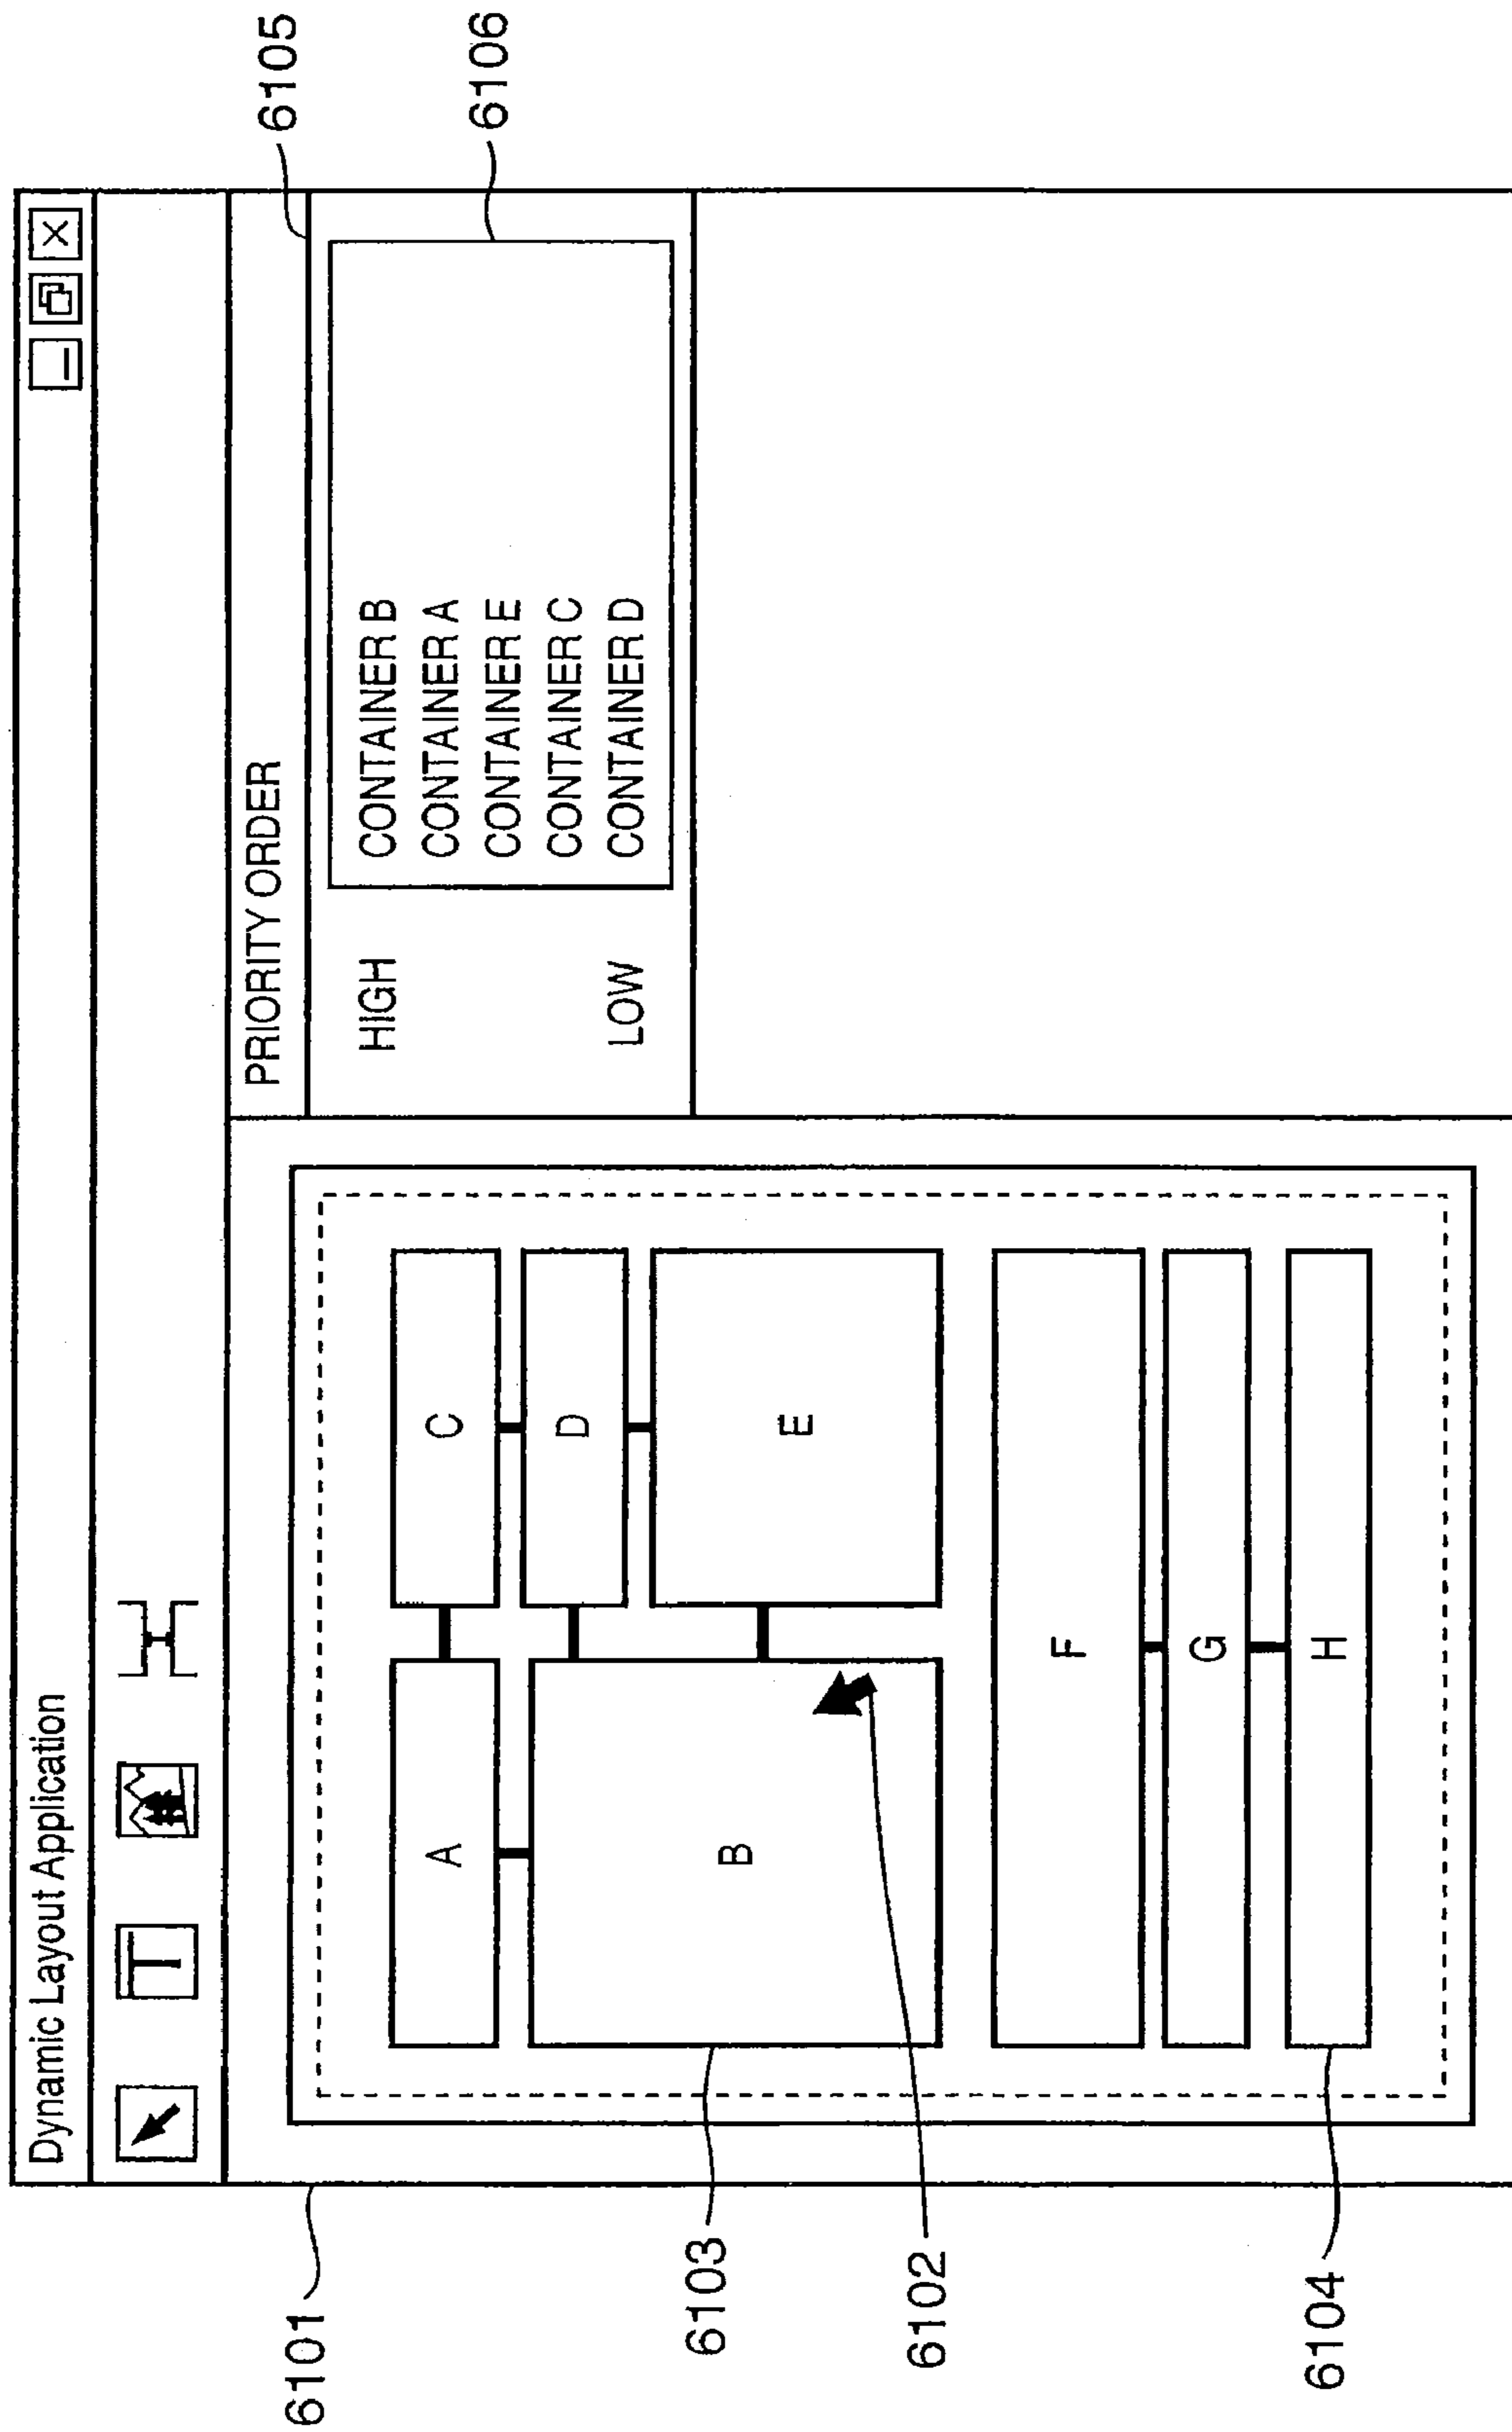 Dynamic Layout Application
T
PRIORITY ORDER
HIGH
LOW
CONTAINER B
CONTAINER A
CONTAINER E
CONTAINER C
CONTAINER D
A
B
C
D
E
F
G
H
6101
6103
6102
6104
6105
6106